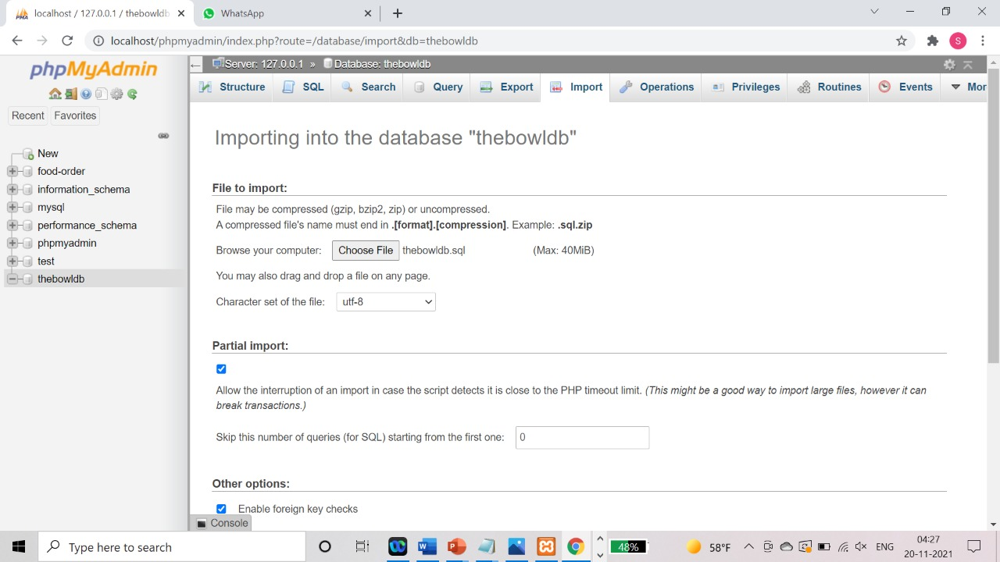 localhost / 127.0.0.1 / thebowldb
WhatsApp
localhost/phpmyadmin/index.php?route=/database/import&db=thebowldb
S
phpMyAdmin
Recent Favorites
New
food-order
information_schema
mysql
performance_schema
phpmyadmin
test
thebowldb
Server: 127.0.0.1 » Database: thebowldb
Structure SQL Search Query Export Import Operations Privileges Routines Events Mor
Importing into the database "thebowldb"
File to import:
File may be compressed (gzip, bzip2, zip) or uncompressed.
A compressed file's name must end in .[format].[compression]. Example: .sql.zip
Browse your computer: Choose File thebowldb.sql (Max: 40MiB)
You may also drag and drop a file on any page.
Character set of the file: utf-8
Partial import:
Allow the interruption of an import in case the script detects it is close to the PHP timeout limit. (This might be a good way to import large files, however it can
break transactions.)
Skip this number of queries (for SQL) starting from the first one: 0
Other options:
Enable foreign key checks
Console
Type here to search
48%
58°F
ENG
04:27
20-11-2021